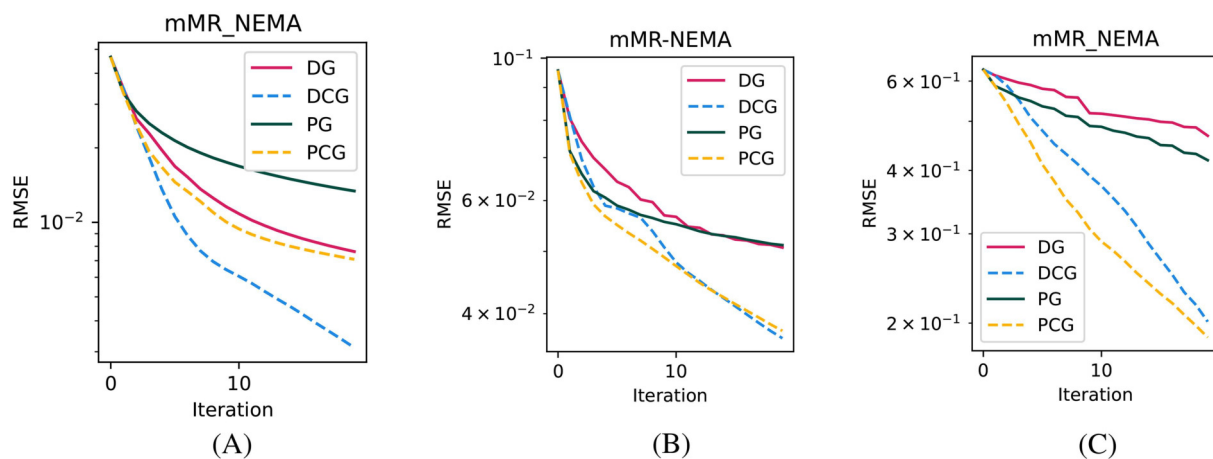 mMR_NEMA
DG
DCG
PG
PCG
RMSE
10⁻²
0
10
Iteration
(A)
mMR-NEMA
DG
DCG
PG
PCG
RMSE
10⁻¹
6 × 10⁻²
4 × 10⁻²
0
10
Iteration
(B)
mMR_NEMA
RMSE
6 × 10⁻¹
4 × 10⁻¹
3 × 10⁻¹
2 × 10⁻¹
DG
DCG
PG
PCG
0
10
Iteration
(C)